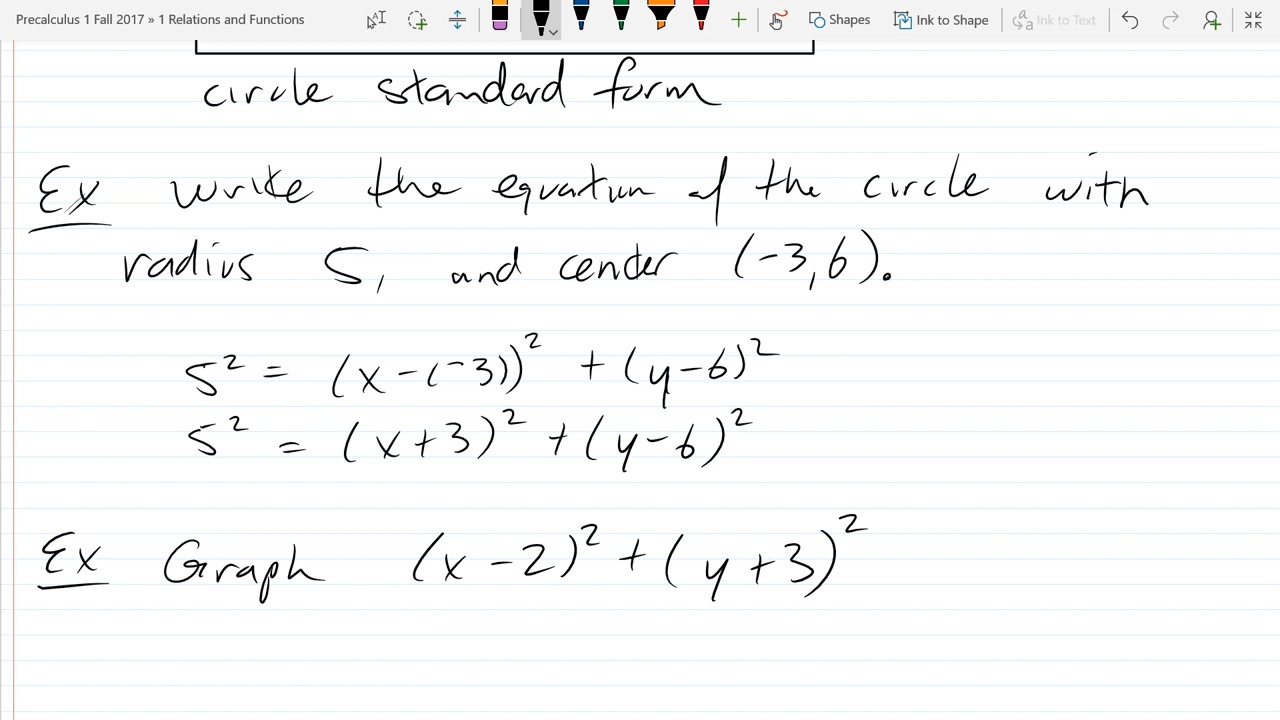 Precalculus 1 Fall 2017 » 1 Relations and Functions Shapes Ink to Shape Ink to Text
circle standard form
Ex Write the equation of the circle with
radius 5, and center (-3,6).
5² = (x-(-3))² + (y-6)²
5² = (x+3)² + (y-6)²
Ex Graph (x-2)² + (y+3)²